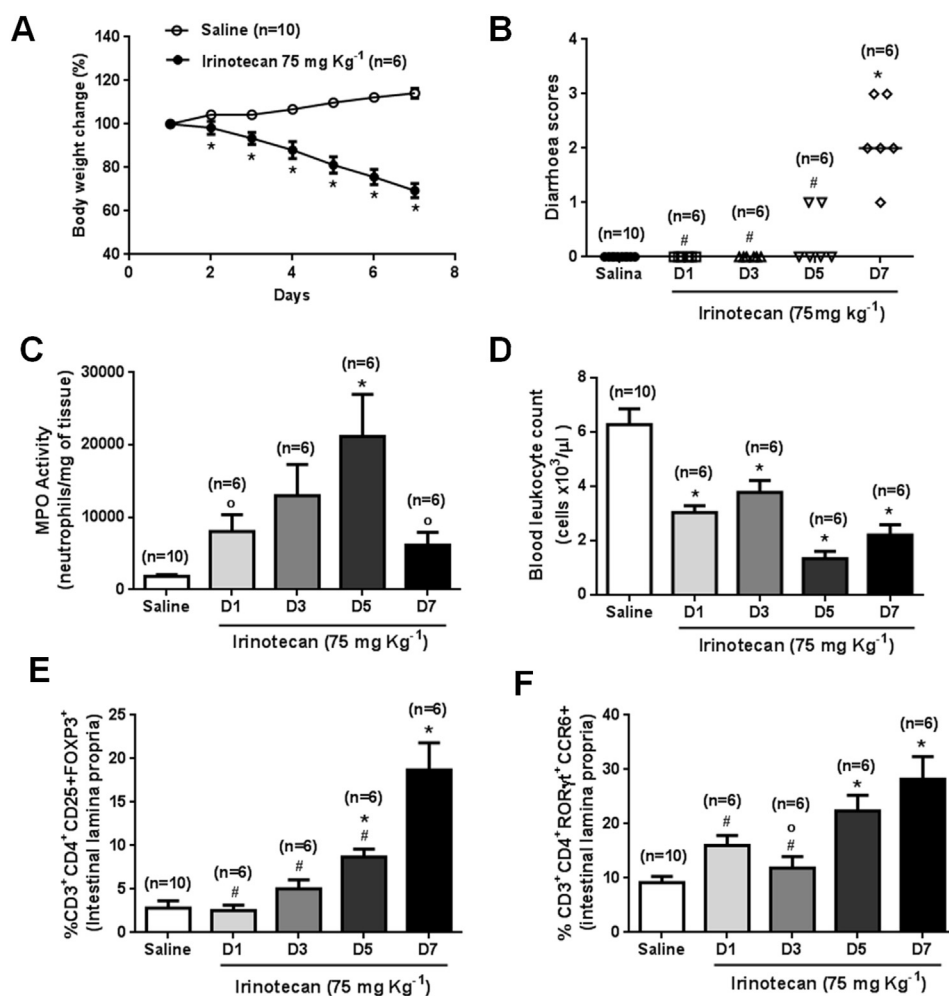 A
Saline (n=10)
Irinotecan 75 mg Kg-1 (n=6)
Body weight change (%)
140
120
100
80
60
40
* * * * * *
0 2 4 6 8
Days
B
Diarrhoea scores
4
3
2
1
0
(n=10)
(n=6)
#
(n=6)
#
(n=6)
#
(n=6)
*
Salina D1 D3 D5 D7
Irinotecan (75mg kg-1)
C
MPO Activity
(neutrophils/mg of tissue)
30000
20000
10000
0
(n=10)
(n=6)
o
(n=6)
(n=6)
*
(n=6)
o
Saline D1 D3 D5 D7
Irinotecan (75 mg Kg-1)
D
Blood leukocyte count
(cells x103/µl)
8
6
4
2
0
(n=10)
(n=6)
*
(n=6)
*
(n=6)
*
(n=6)
*
Saline D1 D3 D5 D7
Irinotecan (75 mg Kg-1)
E
%CD3+ CD4+ CD25+FOXP3+
(Intestinal lamina propria)
25
20
15
10
5
0
(n=10)
(n=6)
#
(n=6)
#
(n=6)
*
#
(n=6)
*
Saline D1 D3 D5 D7
Irinotecan (75 mg Kg-1)
F
% CD3+ CD4+ RORγt+ CCR6+
(intestinal lamina propria)
40
30
20
10
0
(n=10)
(n=6)
#
(n=6)
o
#
(n=6)
*
(n=6)
*
Saline D1 D3 D5 D7
Irinotecan (75 mg Kg-1)